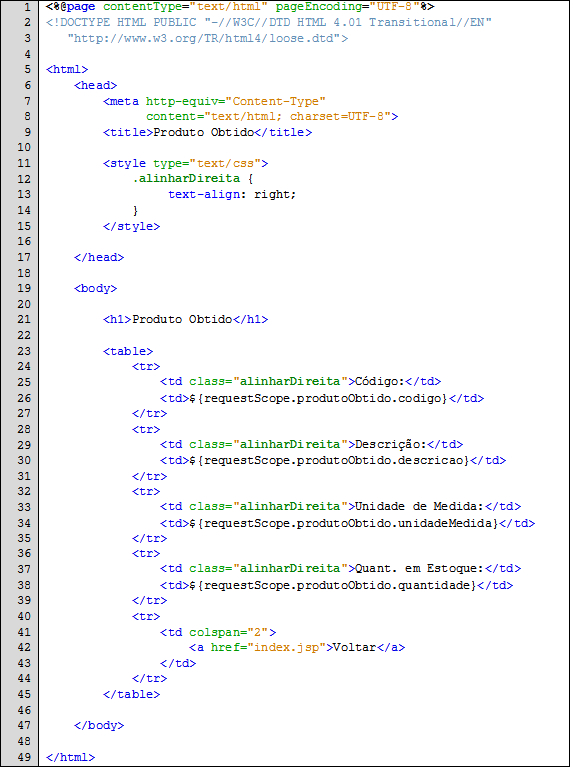 1 <%@page contentType="text/html" pageEncoding="UTF-8"%>
2 <!DOCTYPE HTML PUBLIC "-//W3C//DTD HTML 4.01 Transitional//EN"
3    "http://www.w3.org/TR/html4/loose.dtd">
4
5 <html>
6     <head>
7         <meta http-equiv="Content-Type"
8               content="text/html; charset=UTF-8">
9         <title>Produto Obtido</title>
10
11         <style type="text/css">
12             .alinharDireita {
13                  text-align: right;
14             }
15         </style>
16
17     </head>
18
19     <body>
20
21         <h1>Produto Obtido</h1>
22
23         <table>
24             <tr>
25                 <td class="alinharDireita">Código:</td>
26                 <td>${requestScope.produtoObtido.codigo}</td>
27             </tr>
28             <tr>
29                 <td class="alinharDireita">Descrição:</td>
30                 <td>${requestScope.produtoObtido.descricao}</td>
31             </tr>
32             <tr>
33                 <td class="alinharDireita">Unidade de Medida:</td>
34                 <td>${requestScope.produtoObtido.unidadeMedida}</td>
35             </tr>
36             <tr>
37                 <td class="alinharDireita">Quant. em Estoque:</td>
38                 <td>${requestScope.produtoObtido.quantidade}</td>
39             </tr>
40             <tr>
41                 <td colspan="2">
42                     <a href="index.jsp">Voltar</a>
43                 </td>
44             </tr>
45         </table>
46
47     </body>
48
49 </html>